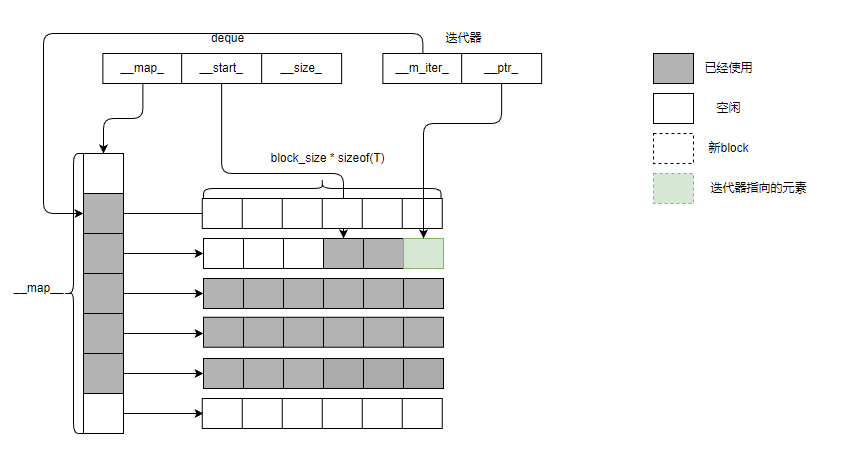 deque
迭代器
__map_ __start_ __size_
__m_iter_ __ptr_
已经使用
空闲
新block
迭代器指向的元素
block_size * sizeof(T)
__map__